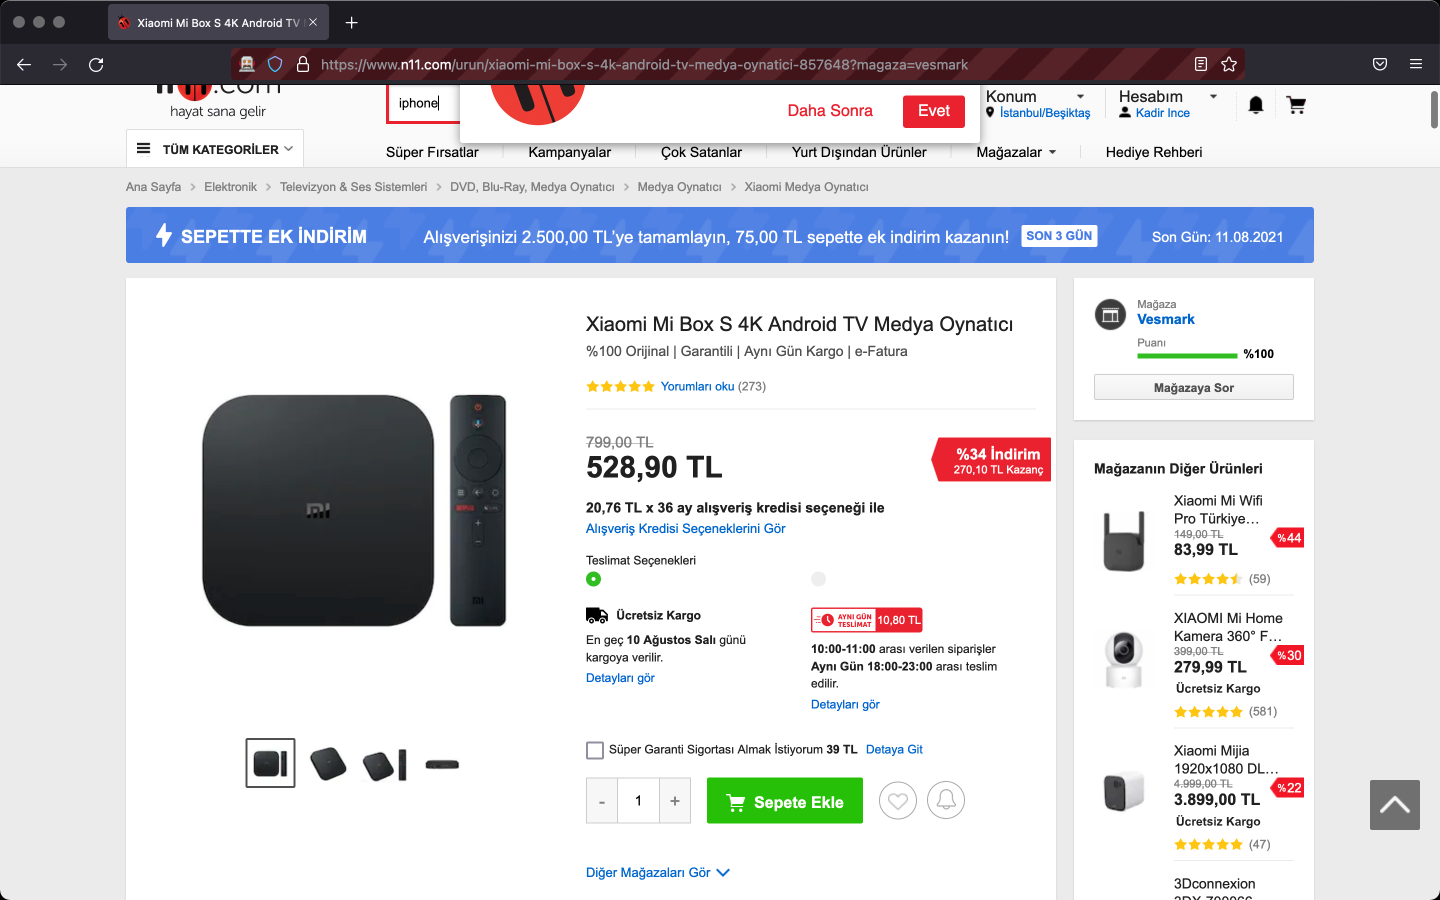 Xiaomi Mi Box S 4K Android TV
https://www.n11.com/urun/xiaomi-mi-box-s-4k-android-tv-medya-oynatici-857648?magaza=vesmark
hayat sana gelir
iphone
Daha Sonra
Evet
Konum
İstanbul/Beşiktaş
Hesabım
Kadir Ince
TÜM KATEGORİLER
Süper Fırsatlar
Kampanyalar
Çok Satanlar
Yurt Dışından Ürünler
Mağazalar
Hediye Rehberi
Ana Sayfa > Elektronik > Televizyon & Ses Sistemleri > DVD, Blu-Ray, Medya Oynatıcı > Medya Oynatıcı > Xiaomi Medya Oynatıcı
SEPETTE EK İNDİRİM
Alışverişinizi 2.500,00 TL'ye tamamlayın, 75,00 TL sepette ek indirim kazanın!
SON 3 GÜN
Son Gün: 11.08.2021
Xiaomi Mi Box S 4K Android TV Medya Oynatıcı
%100 Orijinal | Garantili | Aynı Gün Kargo | e-Fatura
Yorumları oku (273)
799,00 TL
528,90 TL
%34 İndirim
270,10 TL Kazanç
20,76 TL x 36 ay alışveriş kredisi seçeneği ile
Alışveriş Kredisi Seçeneklerini Gör
Teslimat Seçenekleri
Ücretsiz Kargo
En geç 10 Ağustos Salı günü
kargoya verilir.
Detayları gör
AYNI GÜN
TESLİMAT
10,80 TL
10:00-11:00 arası verilen siparişler
Aynı Gün 18:00-23:00 arası teslim
edilir.
Detayları gör
Süper Garanti Sigortası Almak İstiyorum 39 TL Detaya Git
- 1 +
Sepete Ekle
Diğer Mağazaları Gör
Mağaza
Vesmark
Puanı
%100
Mağazaya Sor
Mağazanın Diğer Ürünleri
Xiaomi Mi Wifi
Pro Türkiye...
149,00 TL
83,99 TL
%44
(59)
XIAOMI Mi Home
Kamera 360° F...
399,00 TL
279,99 TL
%30
Ücretsiz Kargo
(581)
Xiaomi Mijia
1920x1080 DL...
4.999,00 TL
3.899,00 TL
%22
Ücretsiz Kargo
(47)
3Dconnexion